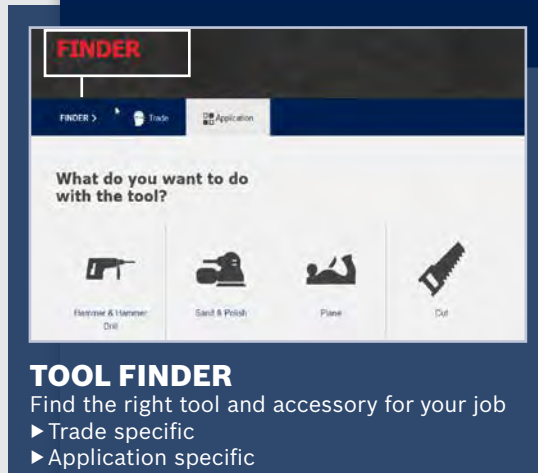 FINDER
FINDER >
Trade
Application
What do you want to do
with the tool?
Hammer & Hammer
Drill
Sand & Polish
Plane
Cut
TOOL FINDER
Find the right tool and accessory for your job
▶ Trade specific
▶ Application specific